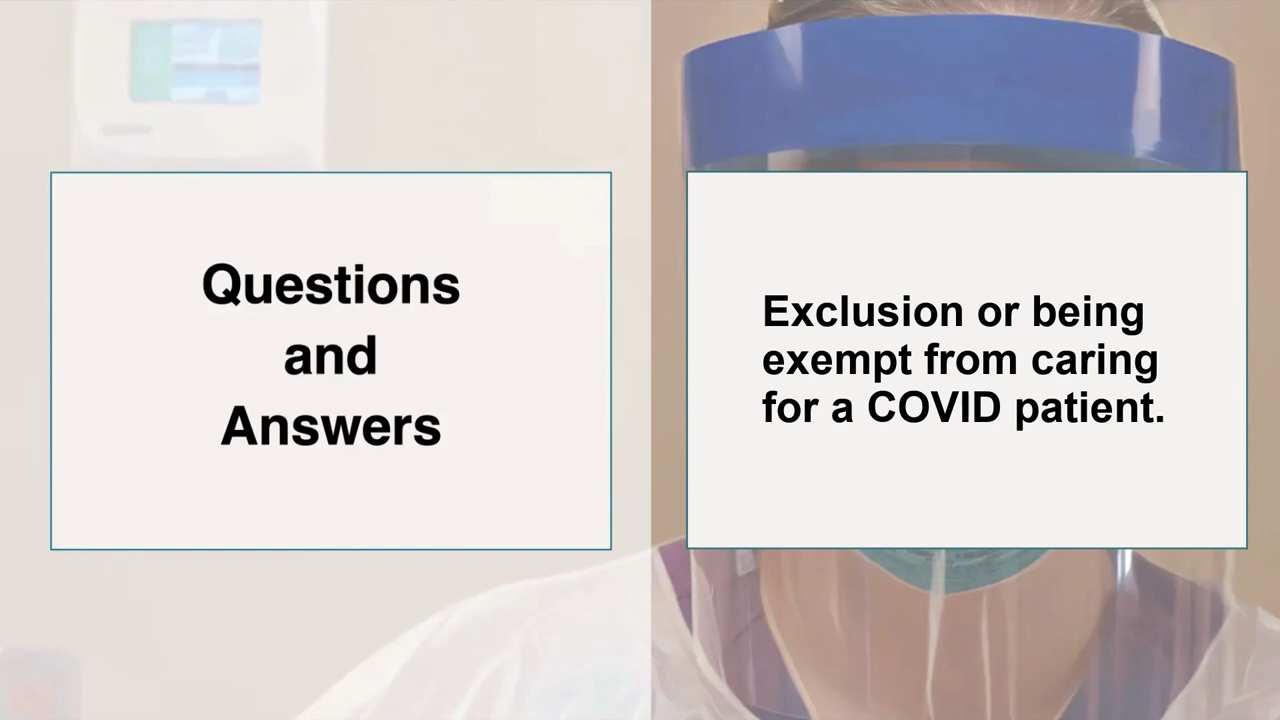 Questions
and
Answers
Exclusion or being
exempt from caring
for a COVID patient.